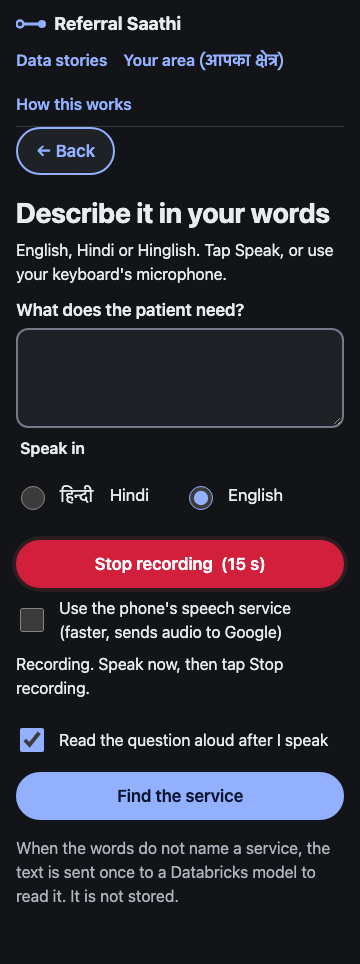 Referral Saathi
Data stories Your area (आपका क्षेत्र)
How this works
← Back
Describe it in your words
English, Hindi or Hinglish. Tap Speak, or use
your keyboard's microphone.
What does the patient need?
Speak in
हिन्दी Hindi English
Stop recording (15 s)
Use the phone's speech service
(faster, sends audio to Google)
Recording. Speak now, then tap Stop
recording.
Read the question aloud after I speak
Find the service
When the words do not name a service, the
text is sent once to a Databricks model to
read it. It is not stored.